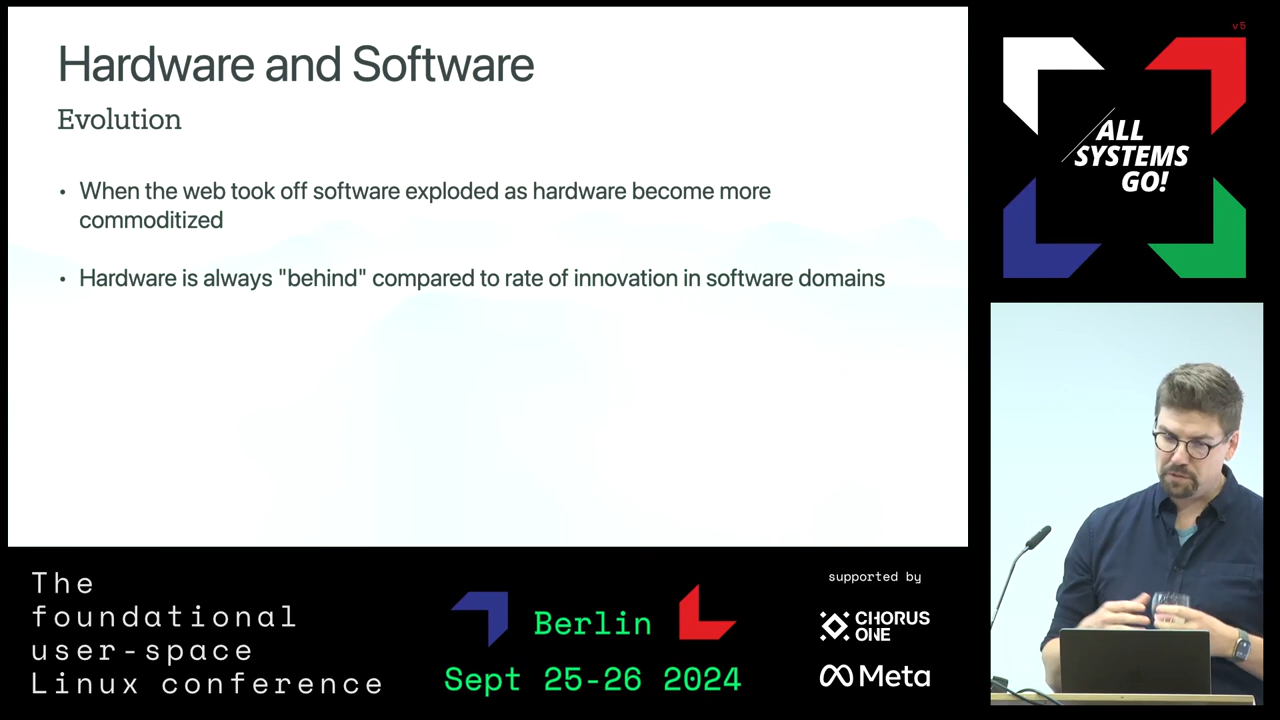 Hardware and Software
Evolution
• When the web took off software exploded as hardware become more
commoditized
• Hardware is always "behind" compared to rate of innovation in software domains
v5
ALL
SYSTEMS
GO!
The
foundational
user-space
Linux conference
Berlin
Sept 25-26 2024
supported by
CHORUS
ONE
Meta